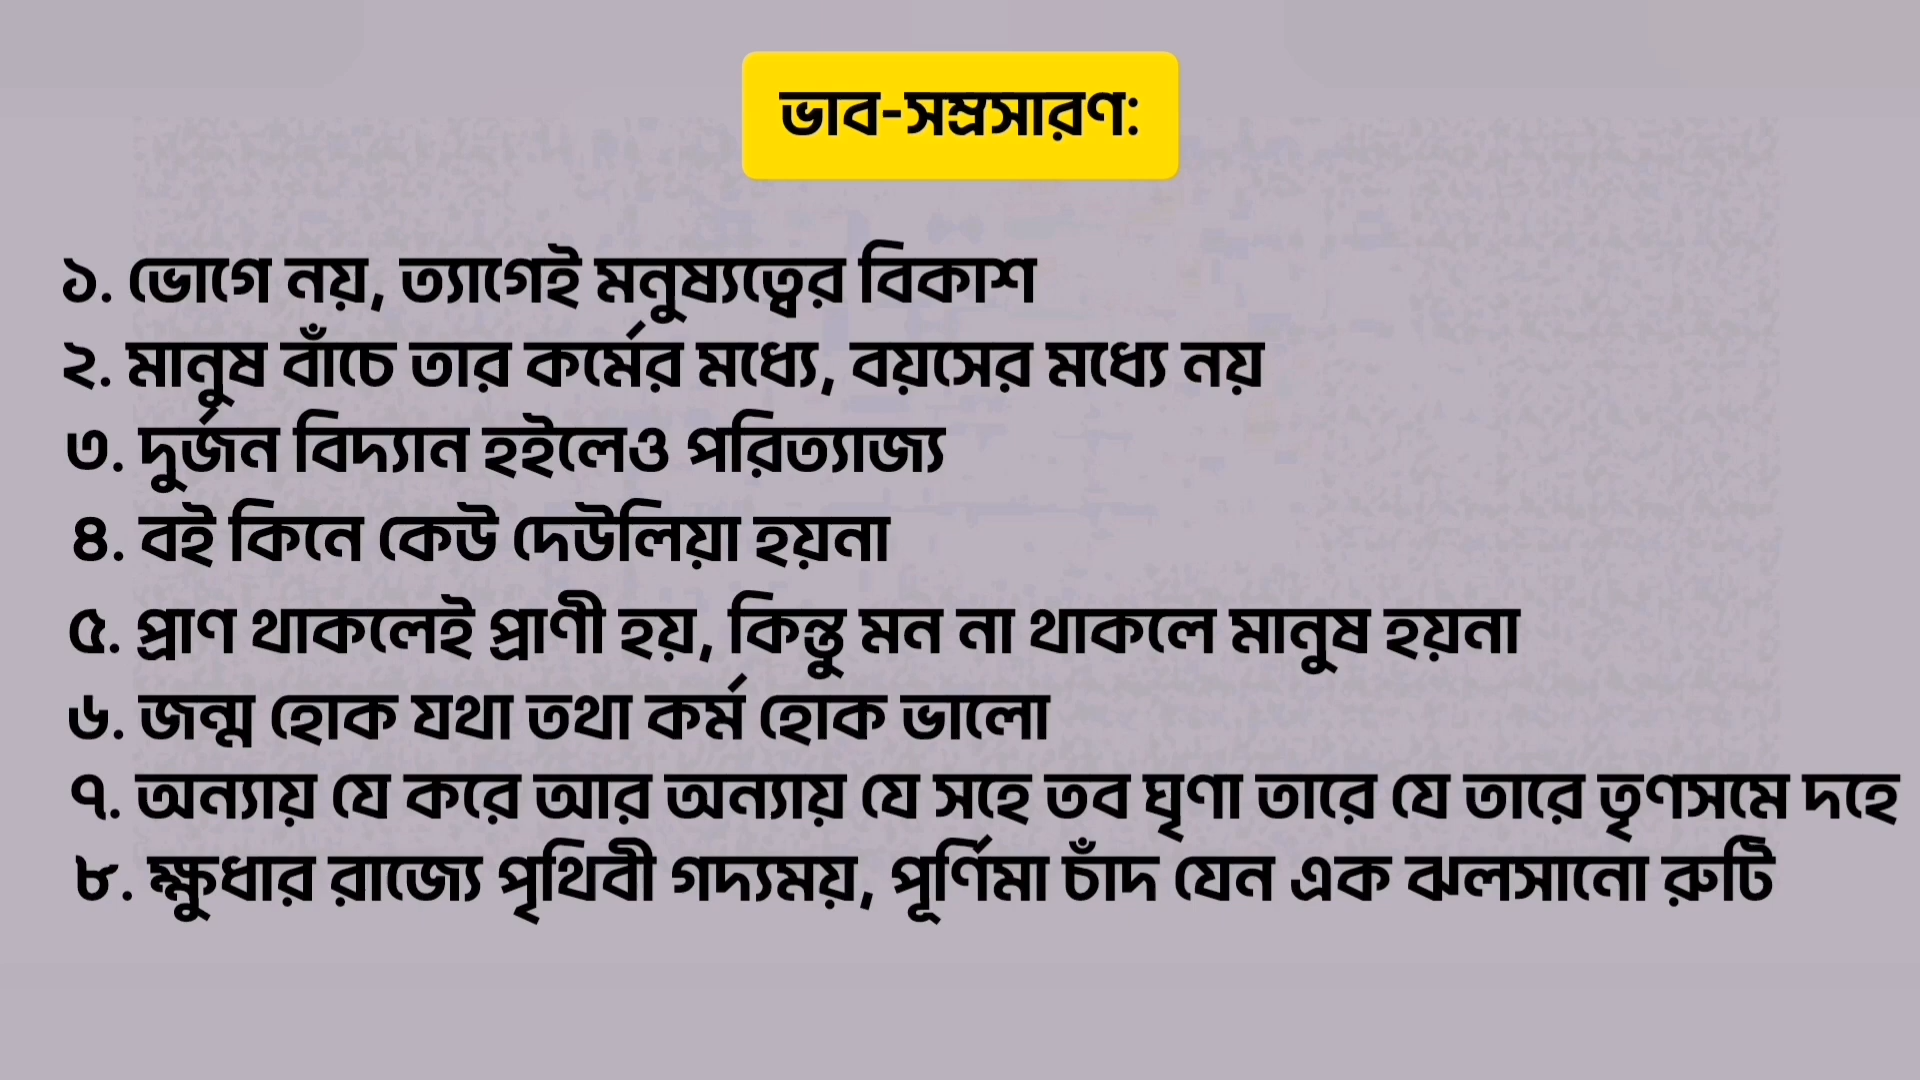 ভাব-সম্রসারণ:
১. ভোগে নয়, ত্যাগেই মনুষ্যত্বের বিকাশ
২. মানুষ বাঁচে তার কর্মের মধ্যে, বয়সের মধ্যে নয়
৩. দুর্জন বিদ্যান হইলেও পরিত্যাজ্য
৪. বই কিনে কেউ দেউলিয়া হয়না
৫. প্রাণ থাকলেই প্রাণী হয়, কিন্তু মন না থাকলে মানুষ হয়না
৬. জন্ম হোক যথা তথা কর্ম হোক ভালো
৭. অন্যায় যে করে আর অন্যায় যে সহে তব ঘৃণা তারে যে তারে তৃণসমে দহে
৮. ক্ষুধার রাজ্যে পৃথিবী গদ্যময়, পূর্ণিমা চাঁদ যেন এক ঝলসানো রুটি